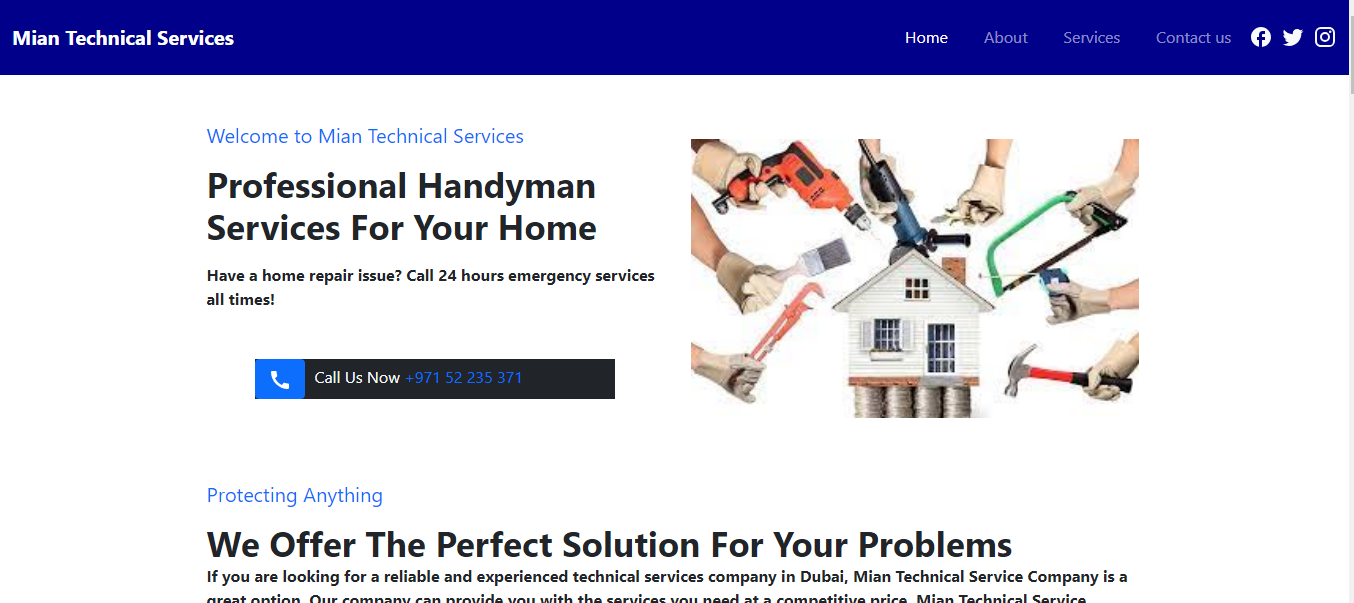 Mian Technical Services
Home About Services Contact us
Welcome to Mian Technical Services
Professional Handyman
Services For Your Home
Have a home repair issue? Call 24 hours emergency services
all times!
Call Us Now +971 52 235 371
Protecting Anything
We Offer The Perfect Solution For Your Problems
If you are looking for a reliable and experienced technical services company in Dubai, Mian Technical Service Company is a
great option. Our company can provide you with the services you need at a competitive price. Mian Technical Service